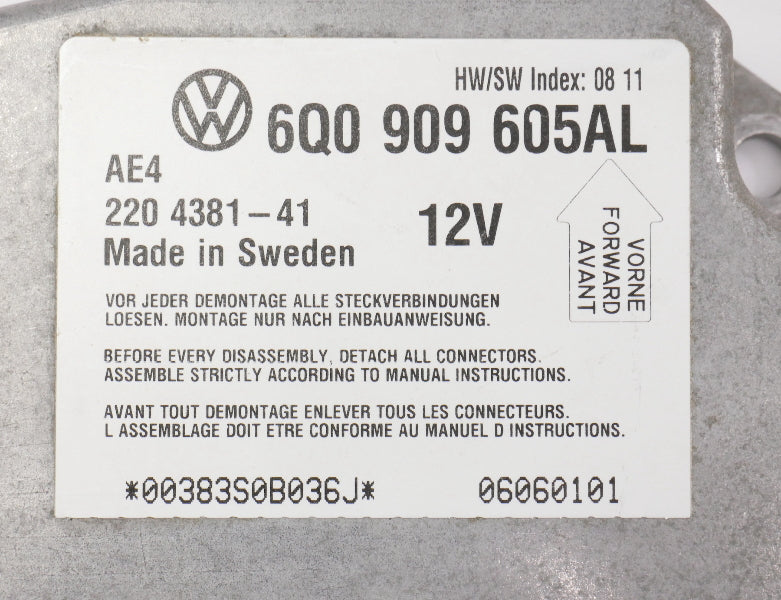 HW/SW Index: 08 11
VW
6Q0 909 605AL
AE4
220 4381-41
12V
Made in Sweden
VORNE
FORWARD
AVANT
VOR JEDER DEMONTAGE ALLE STECKVERBINDUNGEN
LOESEN. MONTAGE NUR NACH EINBAUANWEISUNG.
BEFORE EVERY DISASSEMBLY, DETACH ALL CONNECTORS.
ASSEMBLE STRICTLY ACCORDING TO MANUAL INSTRUCTIONS.
AVANT TOUT DEMONTAGE ENLEVER TOUS LES CONNECTEURS.
L ASSEMBLAGE DOIT ETRE CONFORME AU MANUEL D INSTRUCTIONS.
*00383S0B036J*
06060101